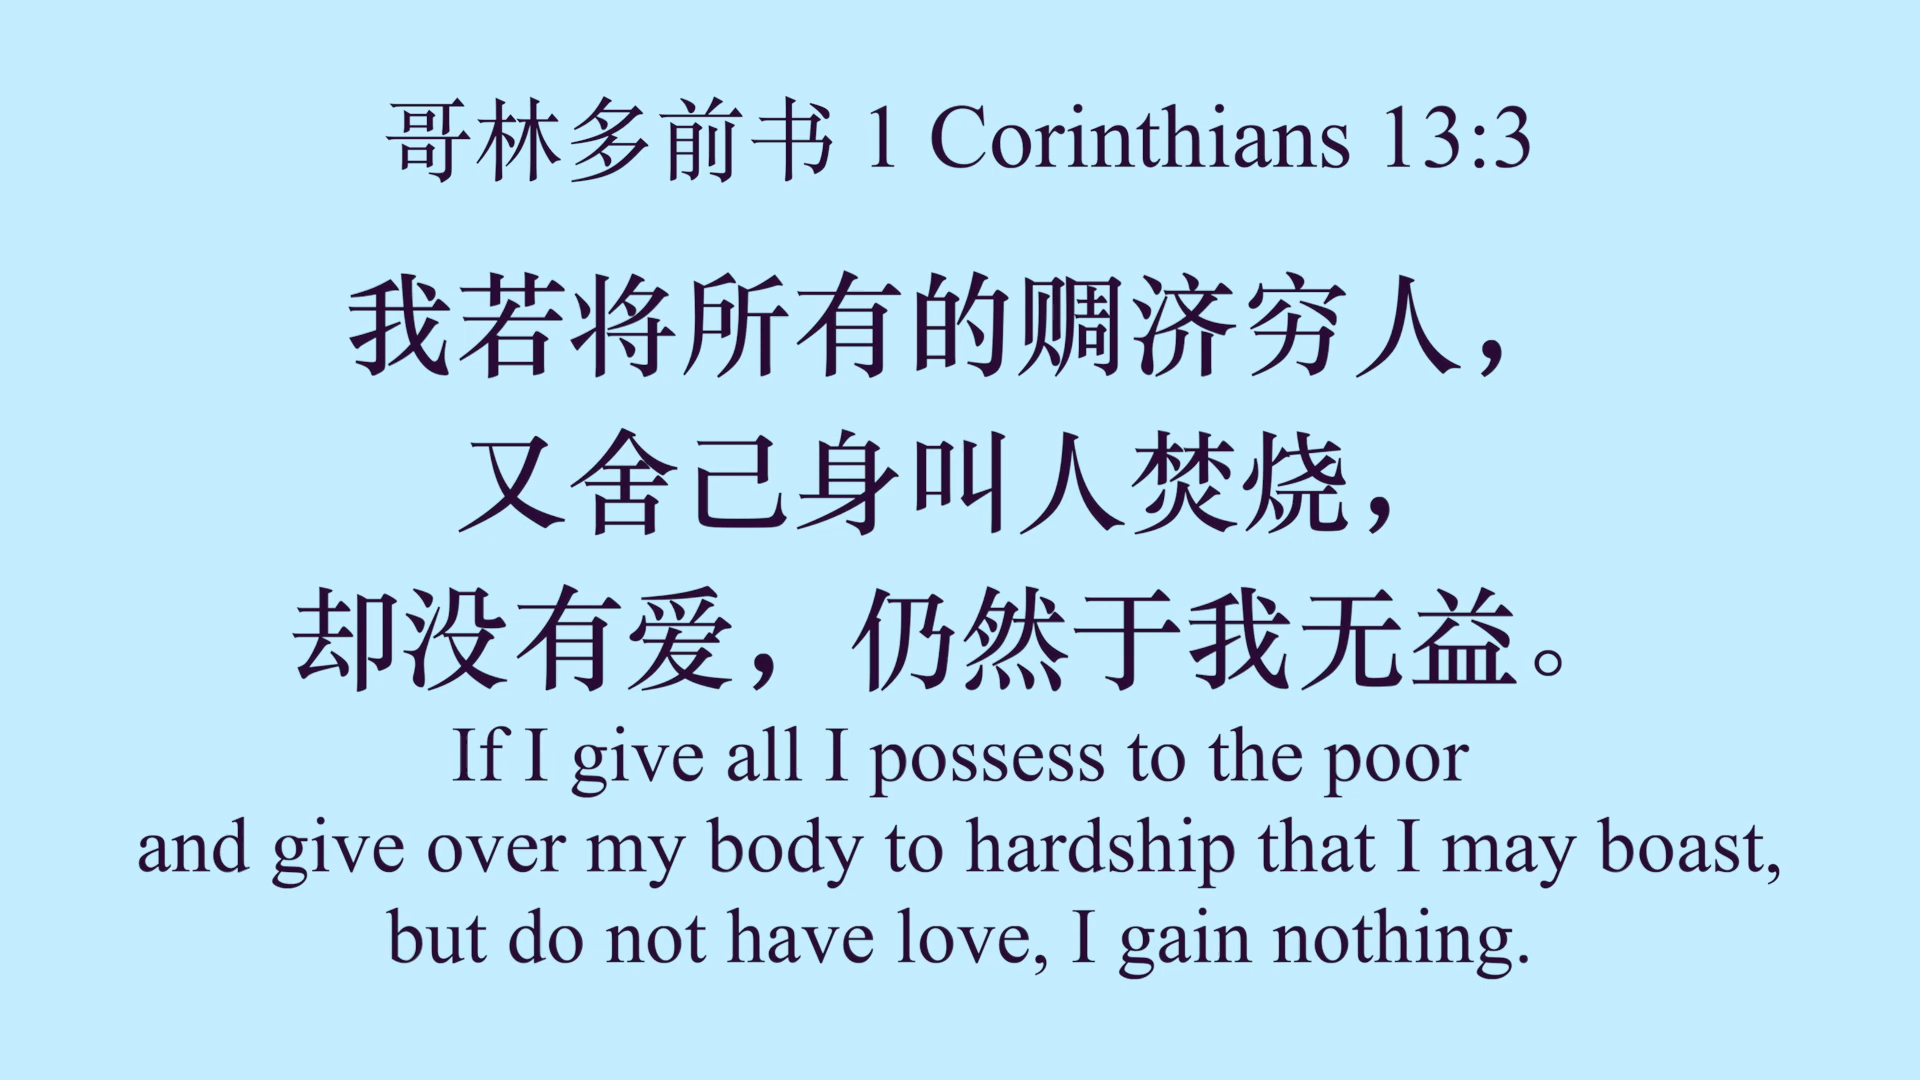 哥林多前书 1 Corinthians 13:3
我若将所有的赒济穷人，
又舍己身叫人焚烧，
却没有爱，仍然于我无益。
If I give all I possess to the poor
and give over my body to hardship that I may boast,
but do not have love, I gain nothing.